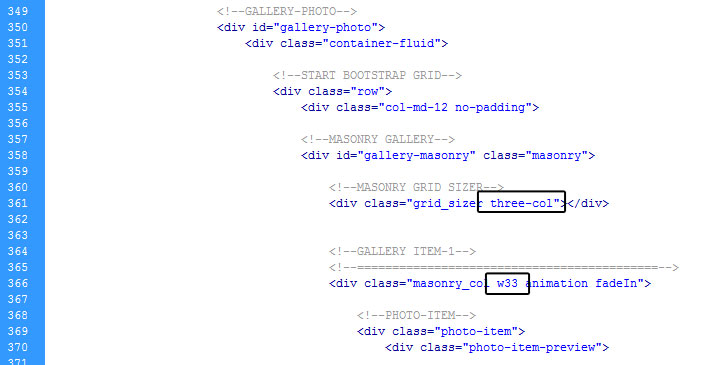 349 <!--GALLERY-PHOTO-->
350 <div id="gallery-photo">
351 <div class="container-fluid">
352
353 <!--START BOOTSTRAP GRID-->
354 <div class="row">
355 <div class="col-md-12 no-padding">
356
357 <!--MASONRY GALLERY-->
358 <div id="gallery-masonry" class="masonry">
359
360 <!--MASONRY GRID SIZER-->
361 <div class="grid_sizer three-col"></div>
362
363
364 <!--GALLERY ITEM-1-->
365 <!--===========================================-->
366 <div class="masonry_col w33 animation fadeIn">
367
368 <!--PHOTO-ITEM-->
369 <div class="photo-item">
370 <div class="photo-item-preview">
371